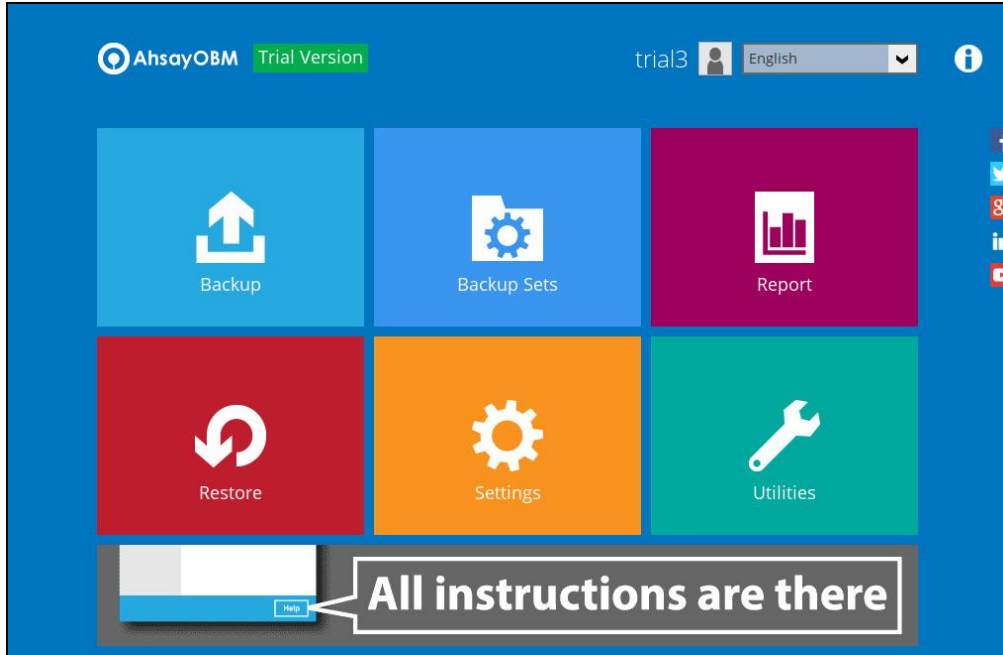 AhsayOBM Trial Version trial3 English
Backup Backup Sets Report
Restore Settings Utilities
Help All instructions are there